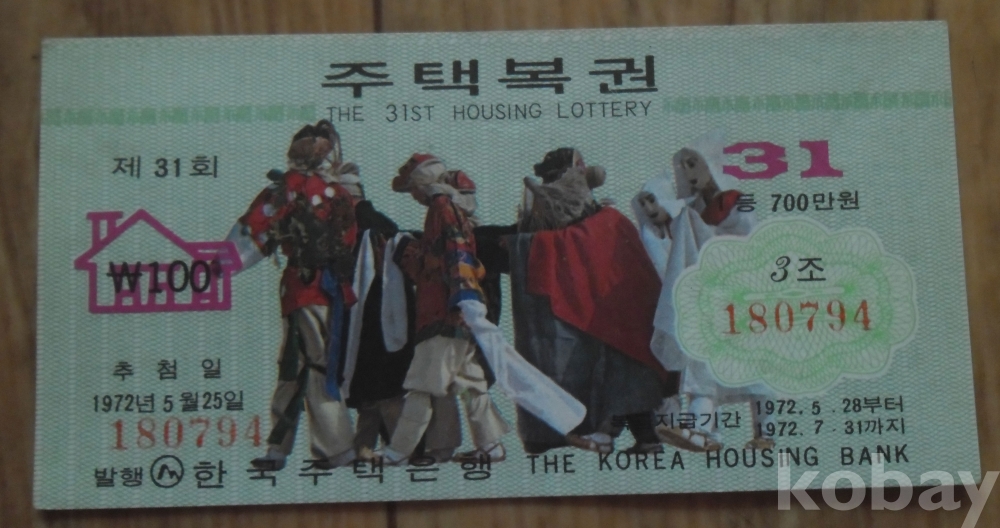 주택복권
THE 31ST HOUSING LOTTERY
제 31 회
31
1등 700만원
₩100
3조
180794
추첨일
1972년 5월 25일
180794
지급기간 1972. 5. 28부터
1972. 7. 31까지
발행 한국주택은행 THE KOREA HOUSING BANK
kobay